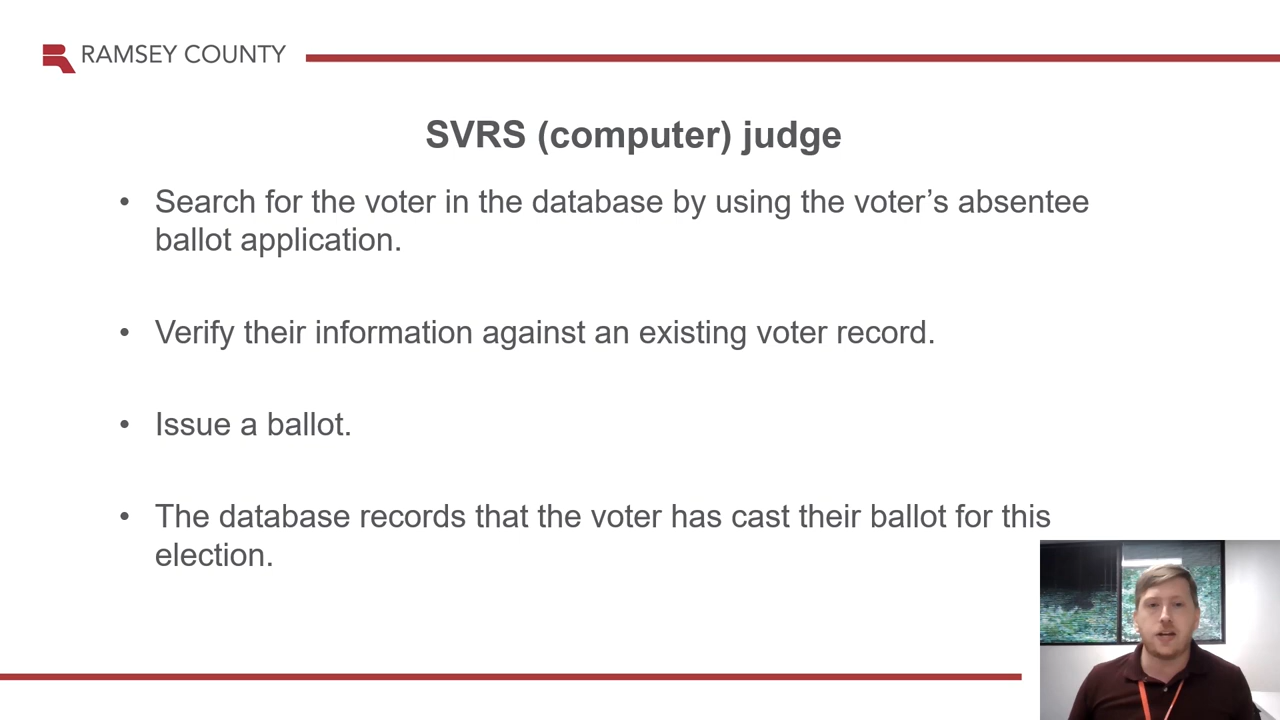 RAMSEY COUNTY
SVRS (computer) judge
• Search for the voter in the database by using the voter’s absentee
ballot application.
• Verify their information against an existing voter record.
• Issue a ballot.
• The database records that the voter has cast their ballot for this
election.